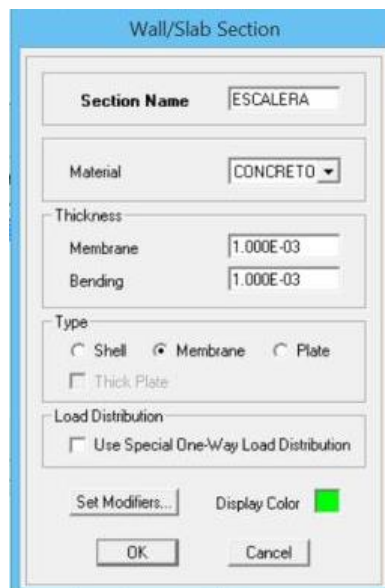 Wall/Slab Section
Section Name ESCALERA
Material CONCRETO
Thickness
Membrane 1.000E-03
Bending 1.000E-03
Type
Shell Membrane Plate
Thick Plate
Load Distribution
Use Special One-Way Load Distribution
Set Modifiers... Display Color
OK Cancel